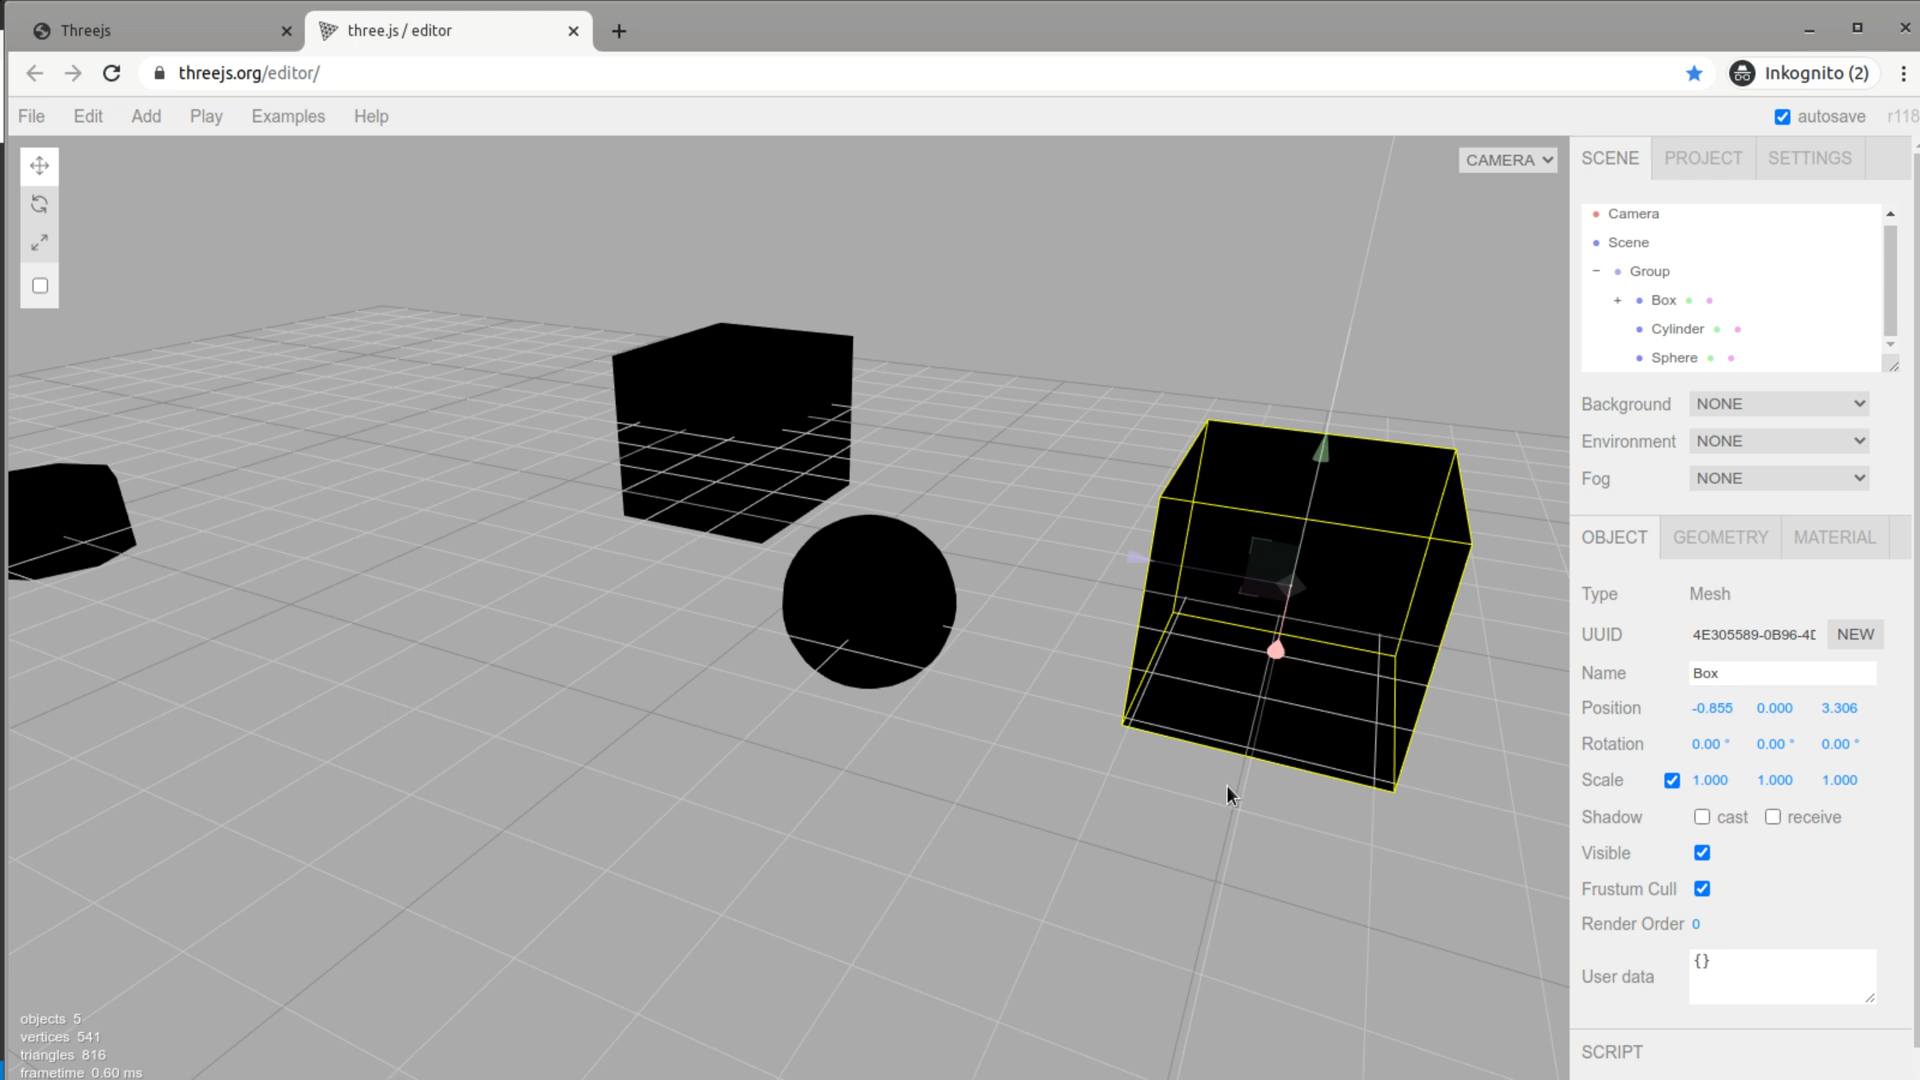 Threejs
three.js / editor
threejs.org/editor/
Inkognito (2)
File Edit Add Play Examples Help
autosave r118
CAMERA
SCENE PROJECT SETTINGS
Camera
Scene
Group
Box
Cylinder
Sphere
Background NONE
Environment NONE
Fog NONE
OBJECT GEOMETRY MATERIAL
Type Mesh
UUID 4E305589-0B96-4D NEW
Name Box
Position -0.855 0.000 3.306
Rotation 0.00 ° 0.00 ° 0.00 °
Scale 1.000 1.000 1.000
Shadow cast receive
Visible
Frustum Cull
Render Order 0
User data {}
SCRIPT
objects 5
vertices 541
triangles 816
frametime 0.60 ms